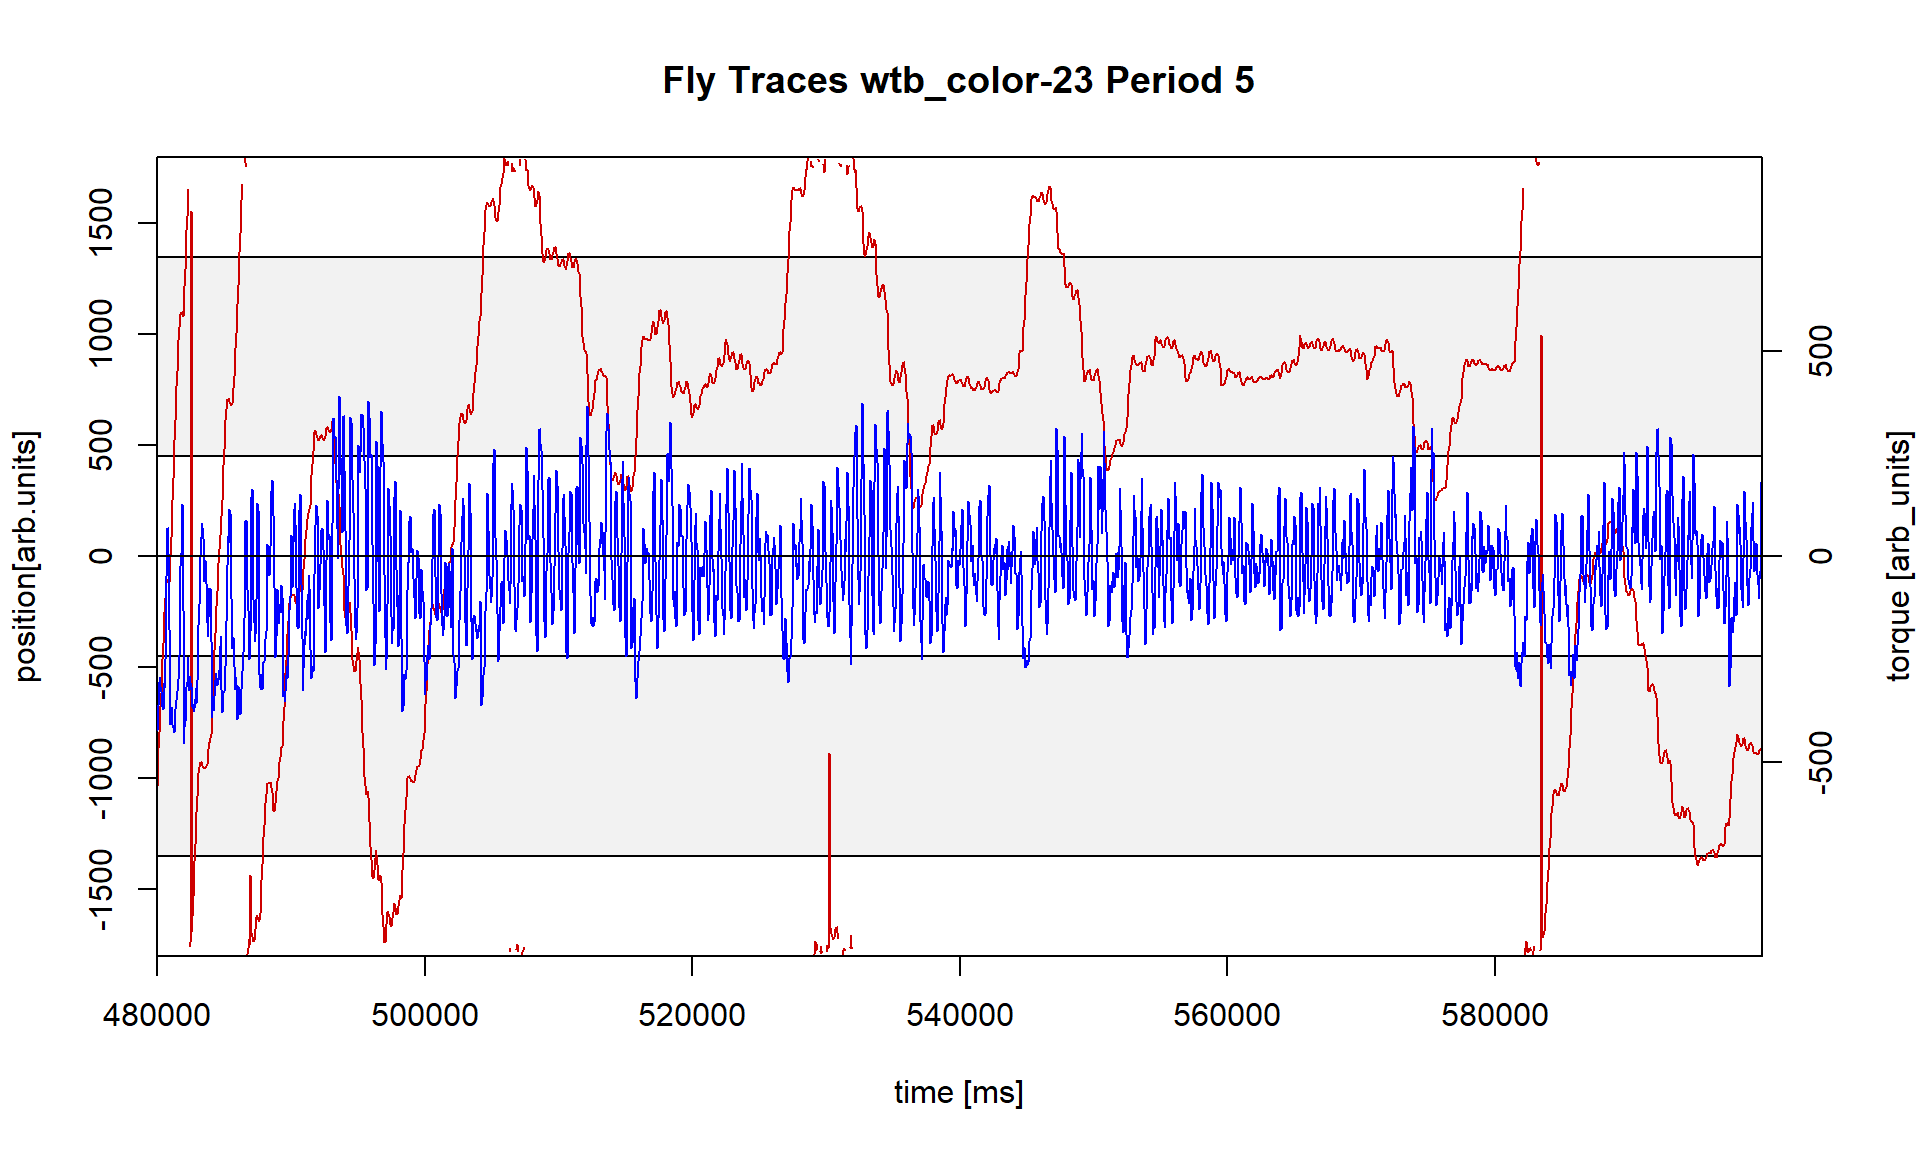 Fly Traces wtb_color-23 Period 5
position[arb.units]
1500
1000
500
0
-500
-1000
-1500
500
0
-500
torque [arb_units]
480000 500000 520000 540000 560000 580000
time [ms]